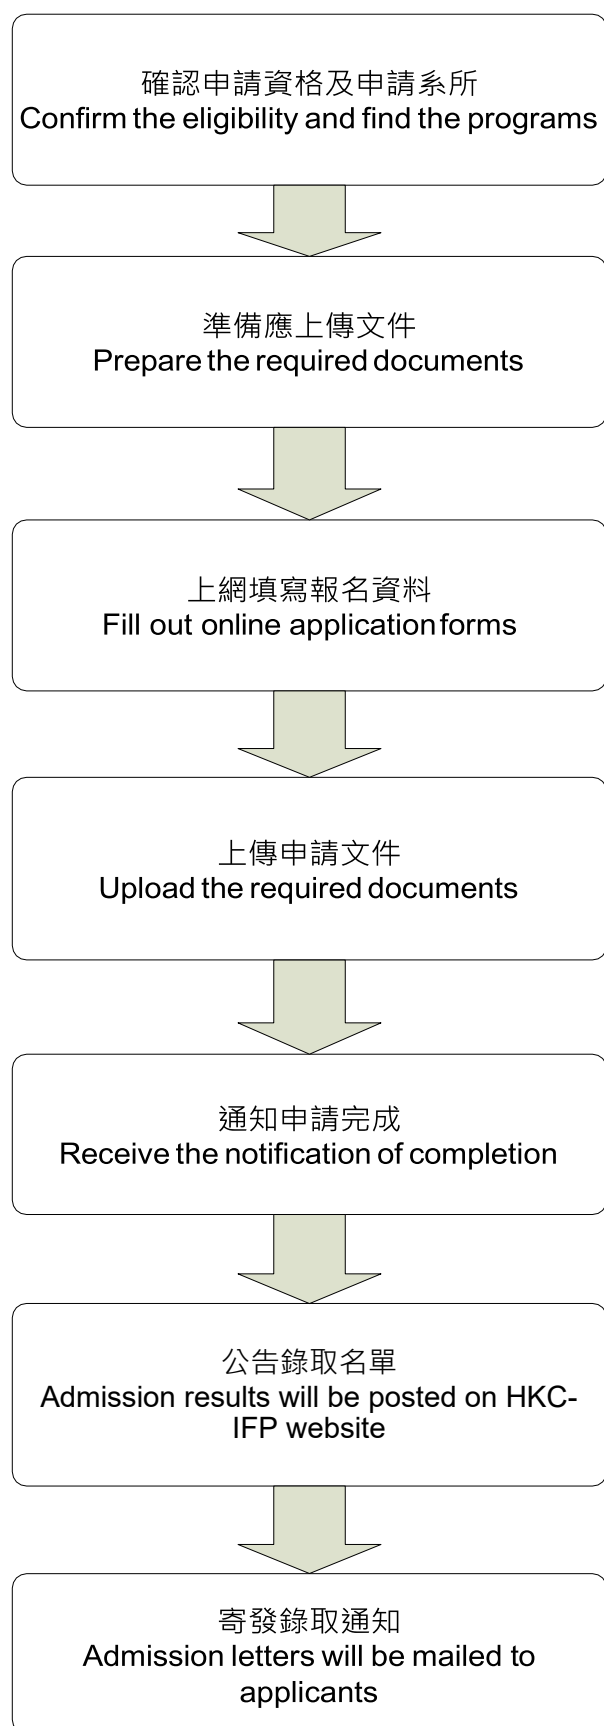 確認申請資格及申請系所
Confirm the eligibility and find the programs
準備應上傳文件
Prepare the required documents
上網填寫報名資料
Fill out online application forms
上傳申請文件
Upload the required documents
通知申請完成
Receive the notification of completion
公告錄取名單
Admission results will be posted on HKC-
IFP website
寄發錄取通知
Admission letters will be mailed to
applicants